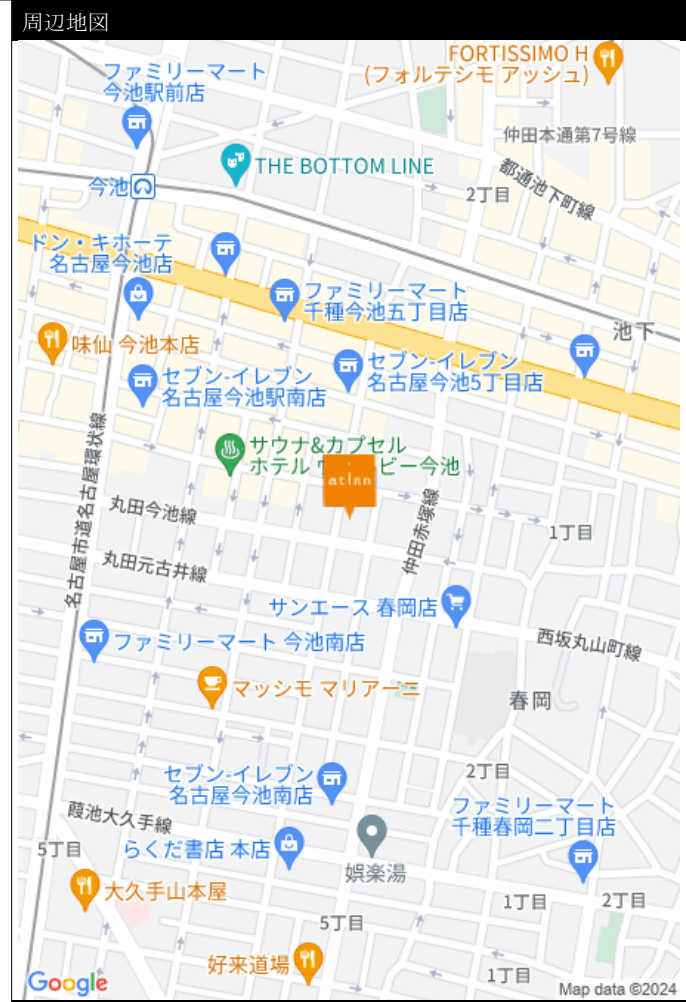 周辺地図
FORTISSIMO H
(フォルテシモ アッシュ)
ファミリーマート
今池駅前店
仲田本通第7号線
THE BOTTOM LINE
今池
2丁目
都通池下町線
ドン・キホーテ
名古屋今池店
ファミリーマート
千種今池五丁目店
池下
味仙 今池本店
セブン-イレブン
名古屋今池5丁目店
セブン-イレブン
名古屋今池駅南店
名古屋市道名古屋環状線
サウナ&カプセル
ホテル ウ
ビー今池
at inn
丸田今池線
仲田赤塚線
1丁目
丸田元古井線
サンエース 春岡店
ファミリーマート 今池南店
西坂丸山町線
マッシモ マリアーニ
春岡
セブン-イレブン
名古屋今池南店
2丁目
ファミリーマート
千種春岡二丁目店
葭池大久手線
らくだ書店 本店
5丁目
娯楽湯
大久手山本屋
1丁目
2丁目
5丁目
好来道場
1丁目
Google
Map data ©2024